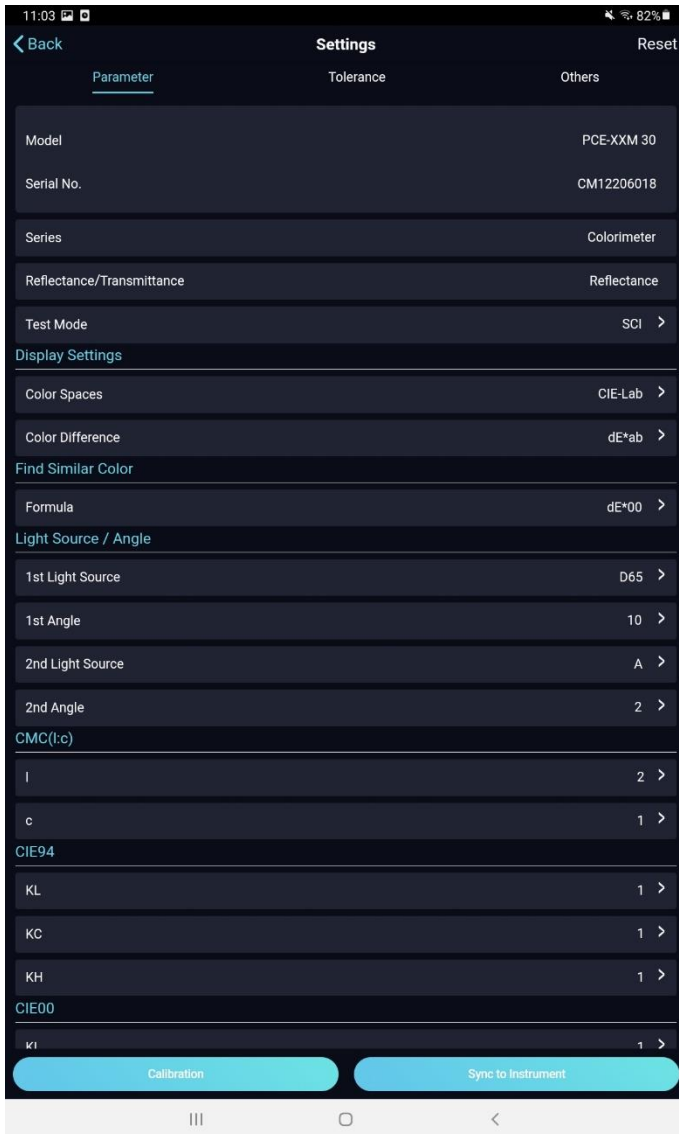 11:03 82%
Back Settings Reset
Parameter Tolerance Others
Model PCE-XXM 30
Serial No. CM12206018
Series Colorimeter
Reflectance/Transmittance Reflectance
Test Mode SCI
Display Settings
Color Spaces CIE-Lab
Color Difference dE*ab
Find Similar Color
Formula dE*00
Light Source / Angle
1st Light Source D65
1st Angle 10
2nd Light Source A
2nd Angle 2
CMC(l:c)
l 2
c 1
CIE94
KL 1
KC 1
KH 1
CIE00
KL 1
Calibration Sync to Instrument